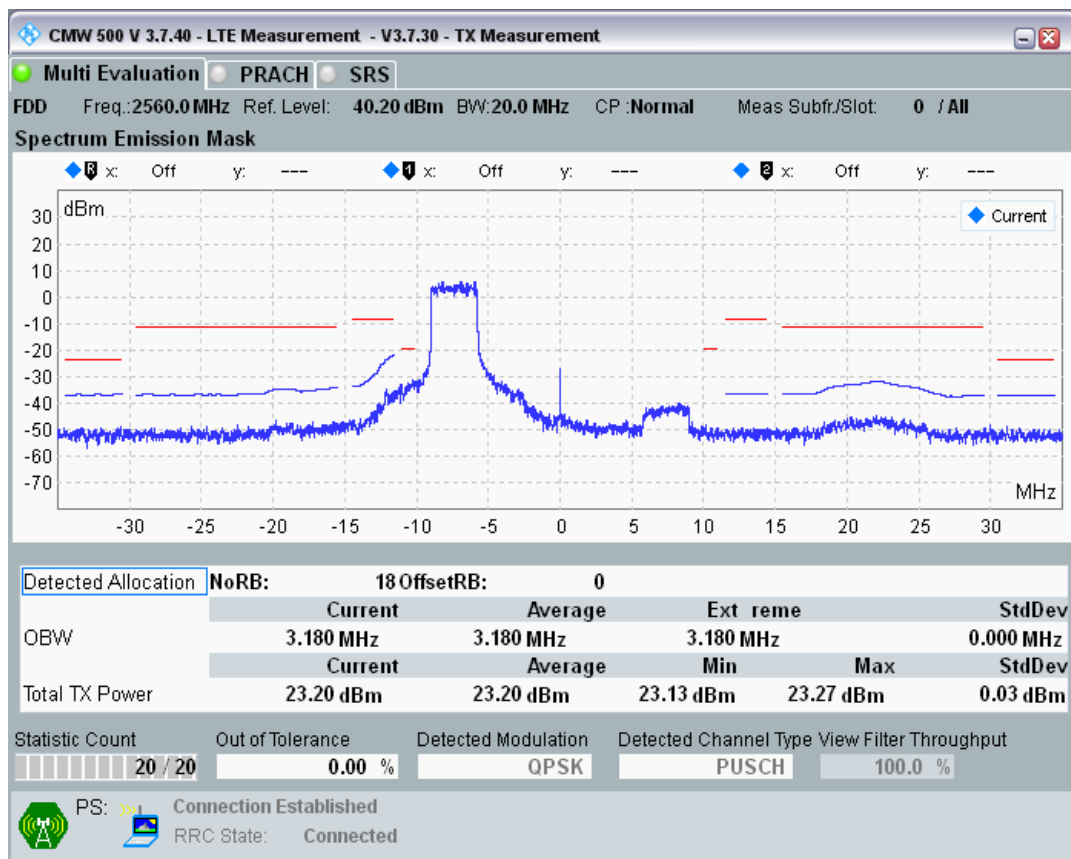 CMW 500 V 3.7.40 - LTE Measurement - V3.7.30 - TX Measurement
Multi Evaluation PRACH SRS
FDD Freq.:2560.0 MHz Ref. Level: 40.20 dBm BW:20.0 MHz CP :Normal Meas Subfr./Slot: 0 / All
Spectrum Emission Mask
R x: Off y: --- 1 x: Off y: --- 2 x: Off y: ---
dBm
Current
30
20
10
0
-10
-20
-30
-40
-50
-60
-70
MHz
-30 -25 -20 -15 -10 -5 0 5 10 15 20 25 30
Detected Allocation NoRB: 18 OffsetRB: 0
Current Average Ext reme StdDev
OBW 3.180 MHz 3.180 MHz 3.180 MHz 0.000 MHz
Current Average Min Max StdDev
Total TX Power 23.20 dBm 23.20 dBm 23.13 dBm 23.27 dBm 0.03 dBm
Statistic Count Out of Tolerance Detected Modulation Detected Channel Type View Filter Throughput
20 / 20 0.00 % QPSK PUSCH 100.0 %
PS: Connection Established
RRC State: Connected